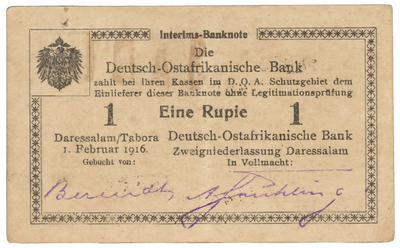 Interims-Banknote
Die
Deutsch-Ostafrikanische Bank
zahlt bei ihren Kassen im D.O.A. Schutzgebiet dem
Einlieferer dieser Banknote ohne Legitimationsprüfung
1 Eine Rupie 1
Daressalam/Tabora
1. Februar 1916.
Gebucht von:
Deutsch-Ostafrikanische Bank
Zweigniederlassung Daressalam
In Vollmacht: